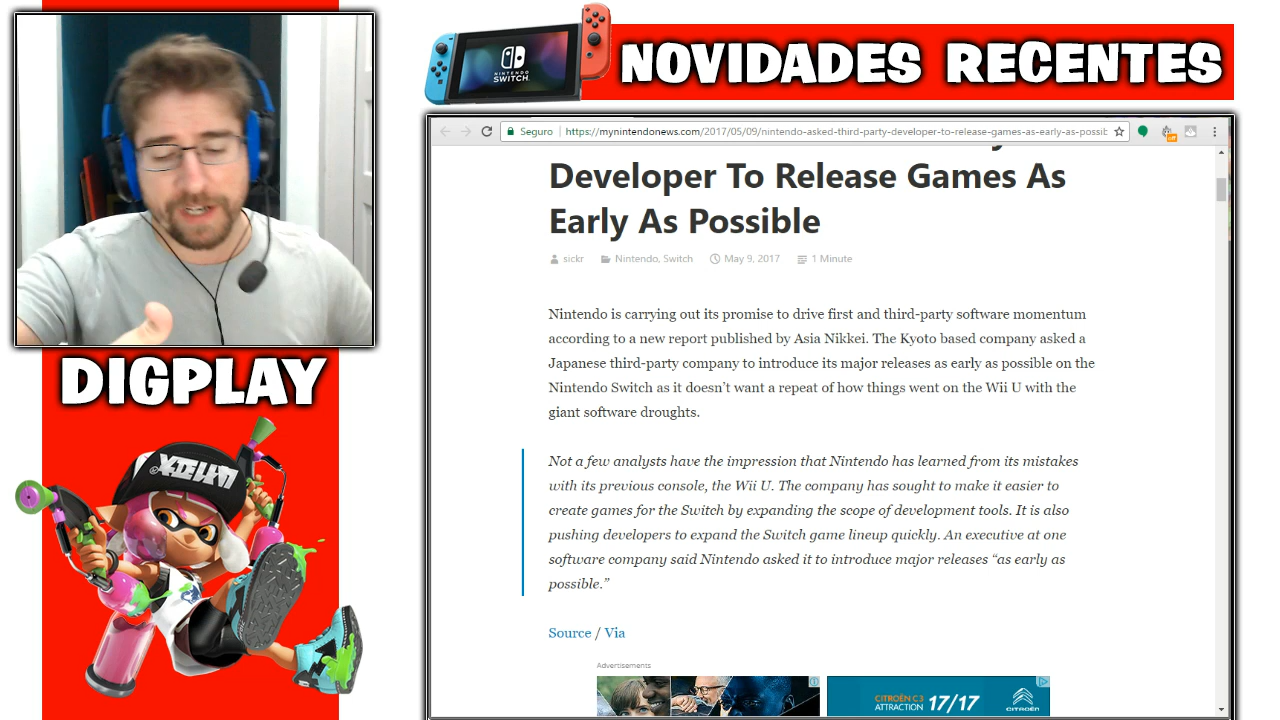 NOVIDADES RECENTES
NINTENDO
SWITCH
Seguro
https://mynintendonews.com/2017/05/09/nintendo-asked-third-party-developer-to-release-games-as-early-as-possib
Developer To Release Games As
Early As Possible
sickr Nintendo, Switch May 9, 2017 1 Minute
Nintendo is carrying out its promise to drive first and third-party software momentum
according to a new report published by Asia Nikkei. The Kyoto based company asked a
Japanese third-party company to introduce its major releases as early as possible on the
Nintendo Switch as it doesn’t want a repeat of how things went on the Wii U with the
giant software droughts.
Not a few analysts have the impression that Nintendo has learned from its mistakes
with its previous console, the Wii U. The company has sought to make it easier to
create games for the Switch by expanding the scope of development tools. It is also
pushing developers to expand the Switch game lineup quickly. An executive at one
software company said Nintendo asked it to introduce major releases “as early as
possible.”
Source / Via
Advertisements
CITROËN C3
ATTRACTION 17/17
CITROËN
DIGPLAY